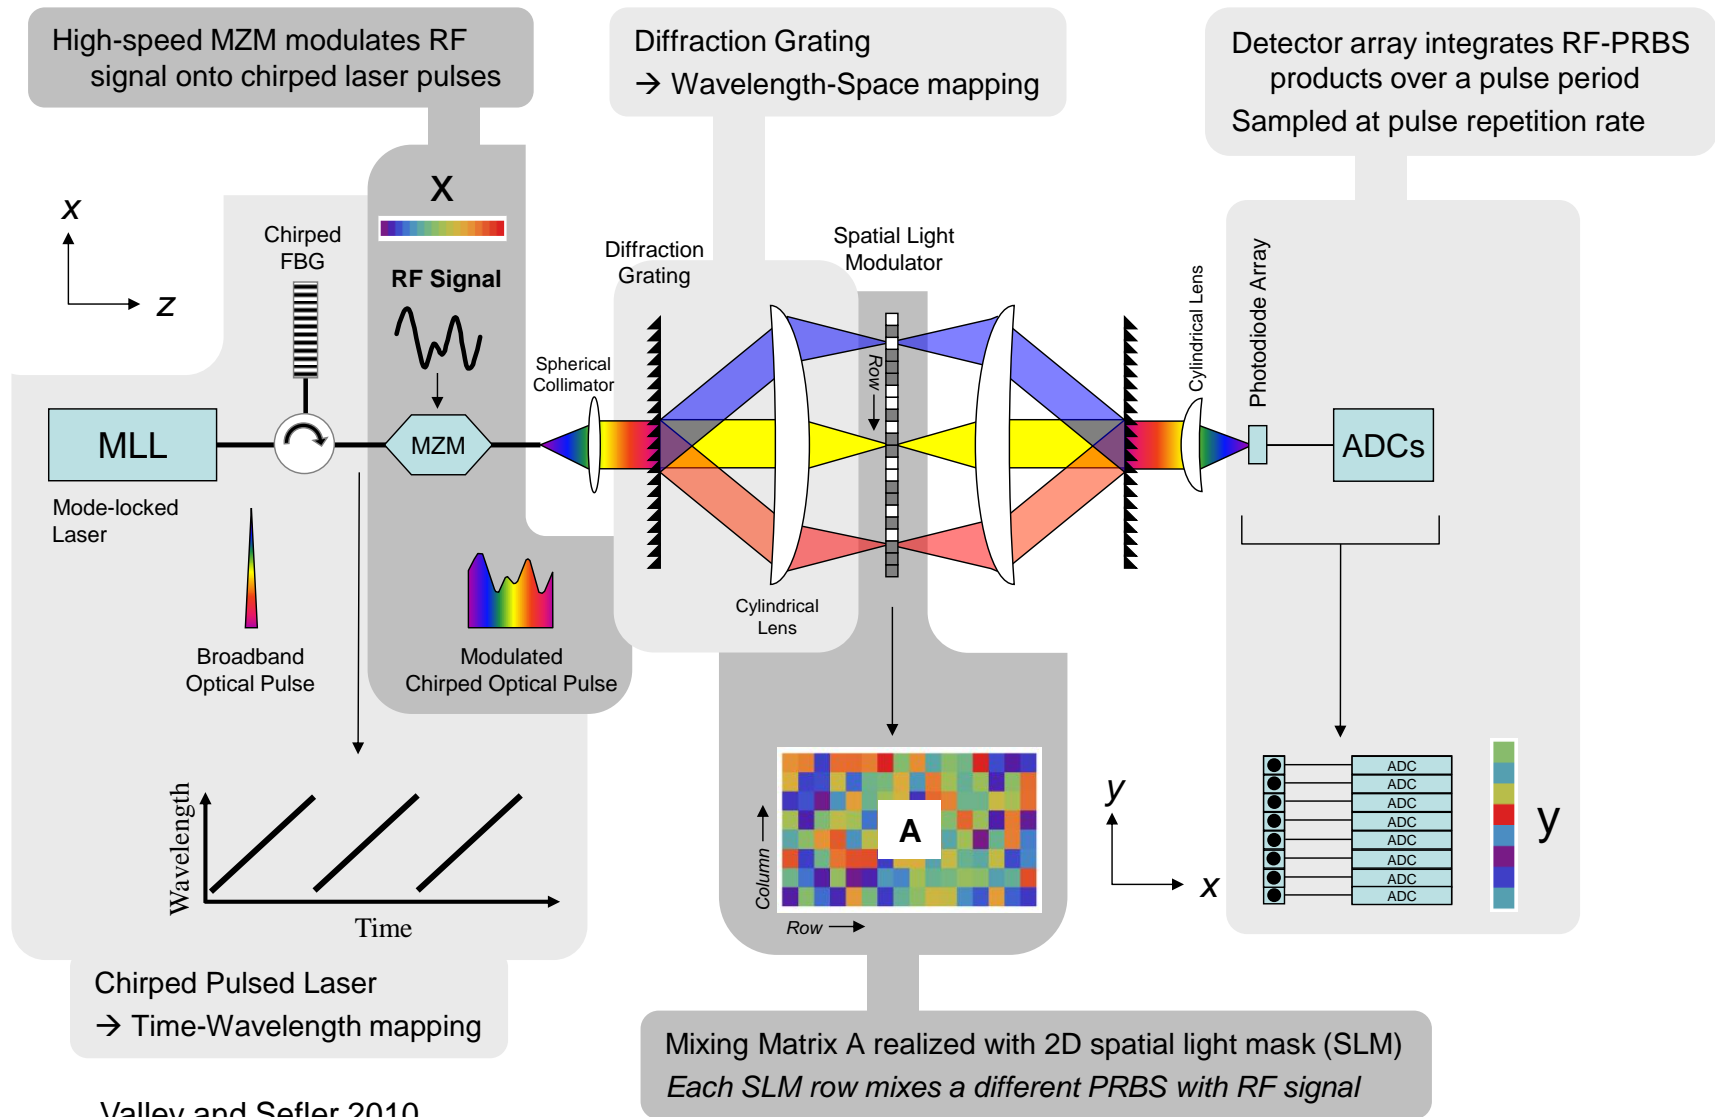 High-speed MZM modulates RF
signal onto chirped laser pulses
Diffraction Grating
→ Wavelength-Space mapping
Detector array integrates RF-PRBS
products over a pulse period
Sampled at pulse repetition rate
x
z
Chirped
FBG
X
RF Signal
Diffraction
Grating
Spatial Light
Modulator
Spherical
Collimator
Row
Cylindrical Lens
Photodiode Array
MLL
MZM
ADCs
Mode-locked
Laser
Broadband
Optical Pulse
Modulated
Chirped Optical Pulse
Cylindrical
Lens
Wavelength
Time
A
Column
Row
y
x
ADC
ADC
ADC
ADC
ADC
ADC
ADC
ADC
y
Chirped Pulsed Laser
→ Time-Wavelength mapping
Mixing Matrix A realized with 2D spatial light mask (SLM)
Each SLM row mixes a different PRBS with RF signal
Valley and Sefler 2010